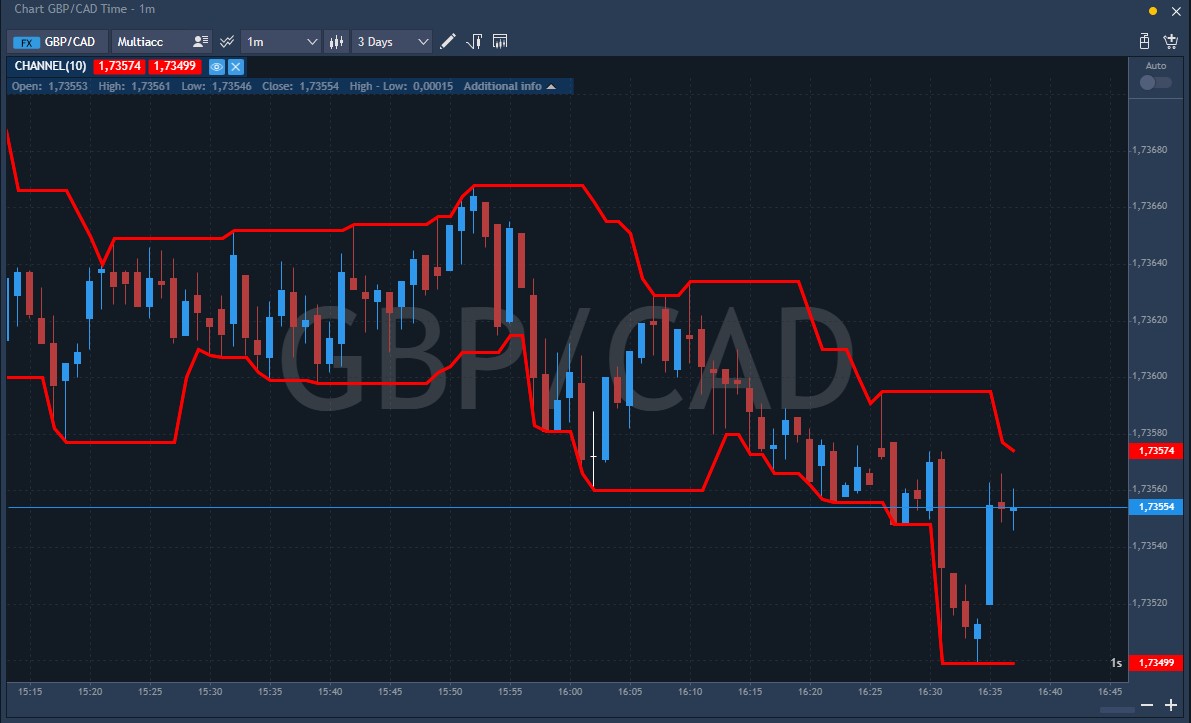 Chart GBP/CAD Time - 1m
FX GBP/CAD Multiacc 1m 3 Days
CHANNEL(10) 1,73574 1,73499
Auto
Open: 1,73553 High: 1,73561 Low: 1,73546 Close: 1,73554 High - Low: 0,00015 Additional info
1,73680
1,73660
1,73640
1,73620
GBP/CAD
1,73600
1,73580
1,73574
1,73560
1,73554
1,73540
1,73520
1s 1,73499
15:15 15:20 15:25 15:30 15:35 15:40 15:45 15:50 15:55 16:00 16:05 16:10 16:15 16:20 16:25 16:30 16:35 16:40 16:45